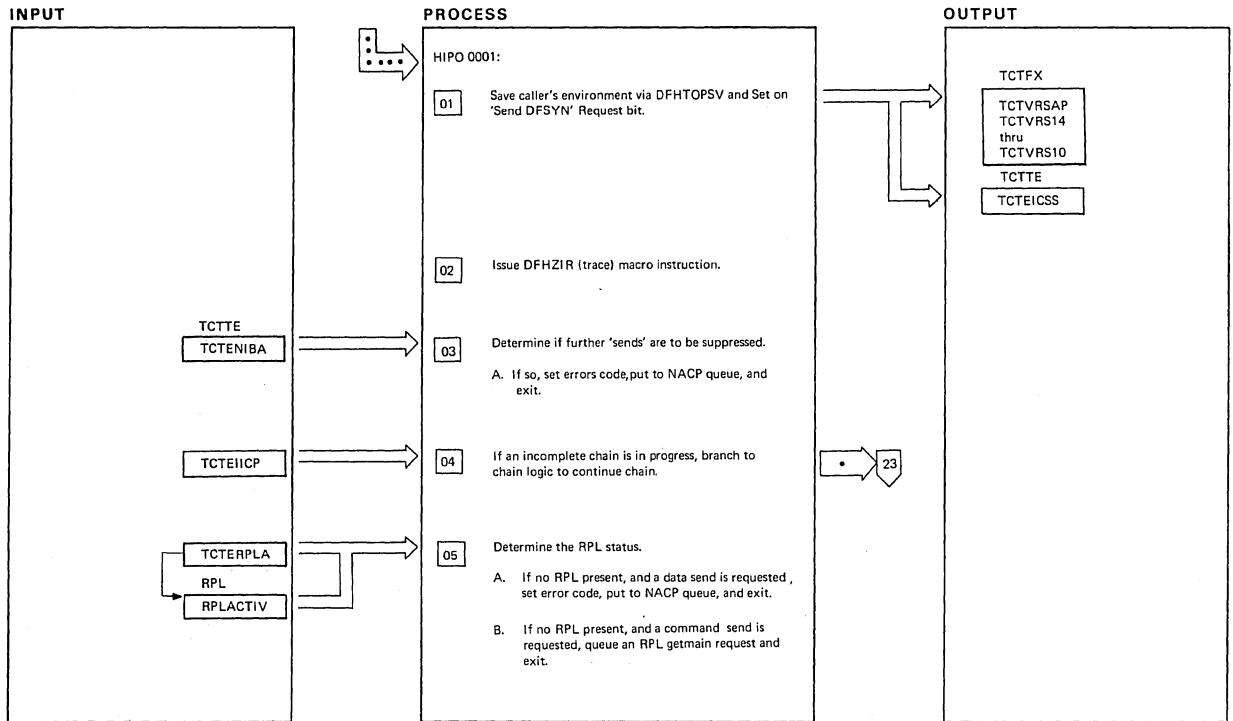 INPUT
PROCESS
OUTPUT
HIPO 0001:
01
Save caller's environment via DFHTOPSV and Set on
'Send DFSYN' Request bit.
TCTFX
TCTVRSAP
TCTVRS14
thru
TCTVRS10
TCTTE
TCTEICSS
02
Issue DFHZIR (trace) macro instruction.
TCTTE
TCTENIBA
03
Determine if further 'sends' are to be suppressed.
A. If so, set errors code,put to NACP queue, and
exit.
TCTEIICP
04
If an incomplete chain is in progress, branch to
chain logic to continue chain.
23
TCTERPLA
RPL
RPLACTIV
05
Determine the RPL status.
A. If no RPL present, and a data send is requested ,
set error code, put to NACP queue, and exit.
B. If no RPL present, and a command send is
requested, queue an RPL getmain request and
exit.